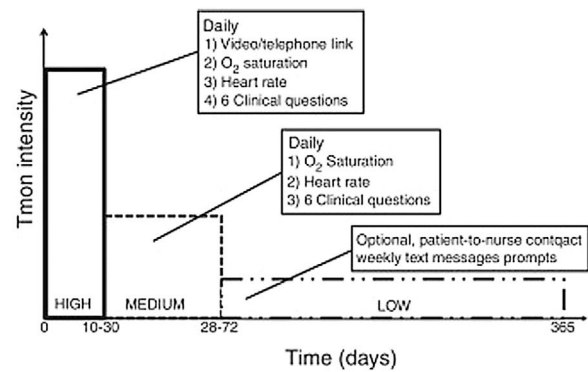 Daily
1) Video/telephone link
2) O₂ saturation
3) Heart rate
4) 6 Clinical questions
Daily
1) O₂ Saturation
2) Heart rate
3) 6 Clinical questions
Optional, patient-to-nurse contqact
weekly text messages prompts
Tmon intensity
HIGH
MEDIUM
LOW
0
10-30
28-72
365
Time (days)